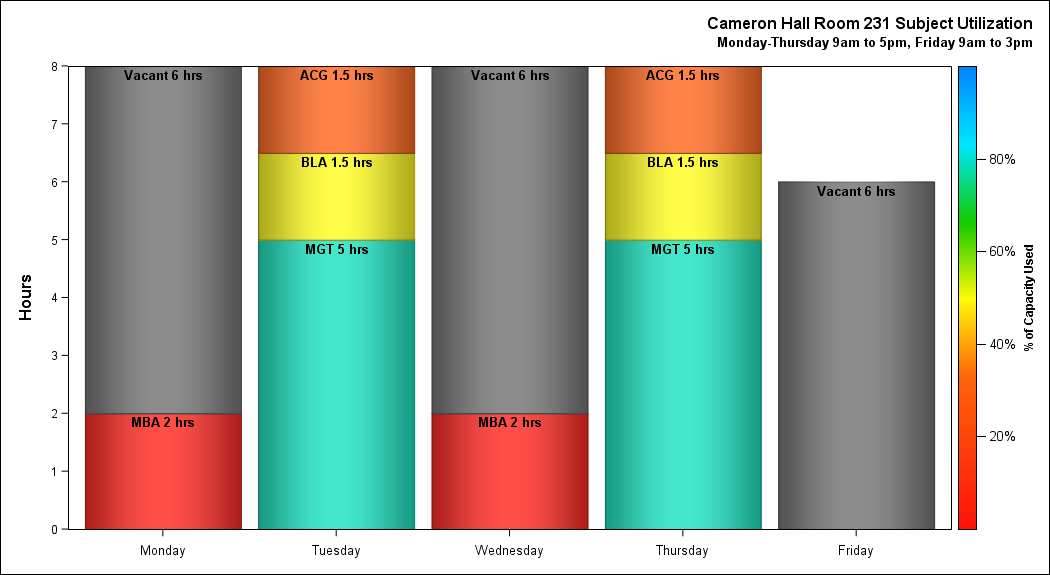 Cameron Hall Room 231 Subject Utilization
Monday-Thursday 9am to 5pm, Friday 9am to 3pm
Hours
8
7
6
5
4
3
2
1
0
Vacant 6 hrs
MBA 2 hrs
ACG 1.5 hrs
BLA 1.5 hrs
MGT 5 hrs
Vacant 6 hrs
MBA 2 hrs
ACG 1.5 hrs
BLA 1.5 hrs
MGT 5 hrs
Vacant 6 hrs
Monday
Tuesday
Wednesday
Thursday
Friday
80%
60%
40%
20%
% of Capacity Used